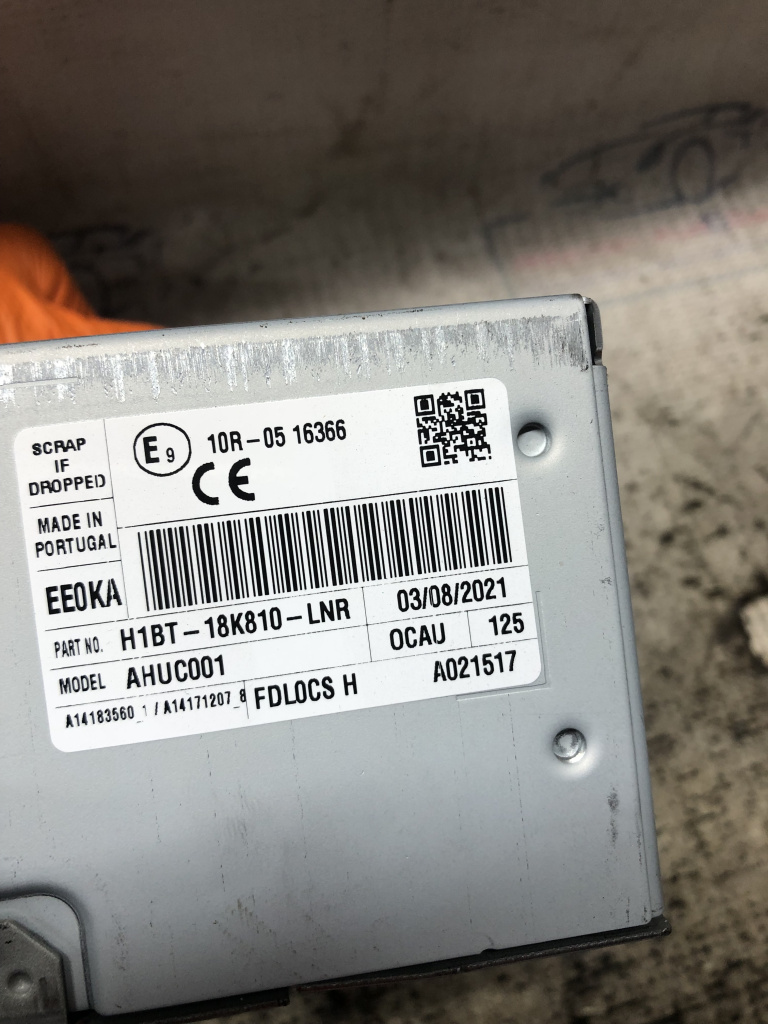 SCRAP
IF
DROPPED
E9 10R-05 16366
CE
MADE IN
PORTUGAL
EE0KA
PART NO. H1BT-18K810-LNR 03/08/2021
MODEL AHUC001 OCAU 125
A14183560_1 / A14171207_8 FDLOCS H A021517